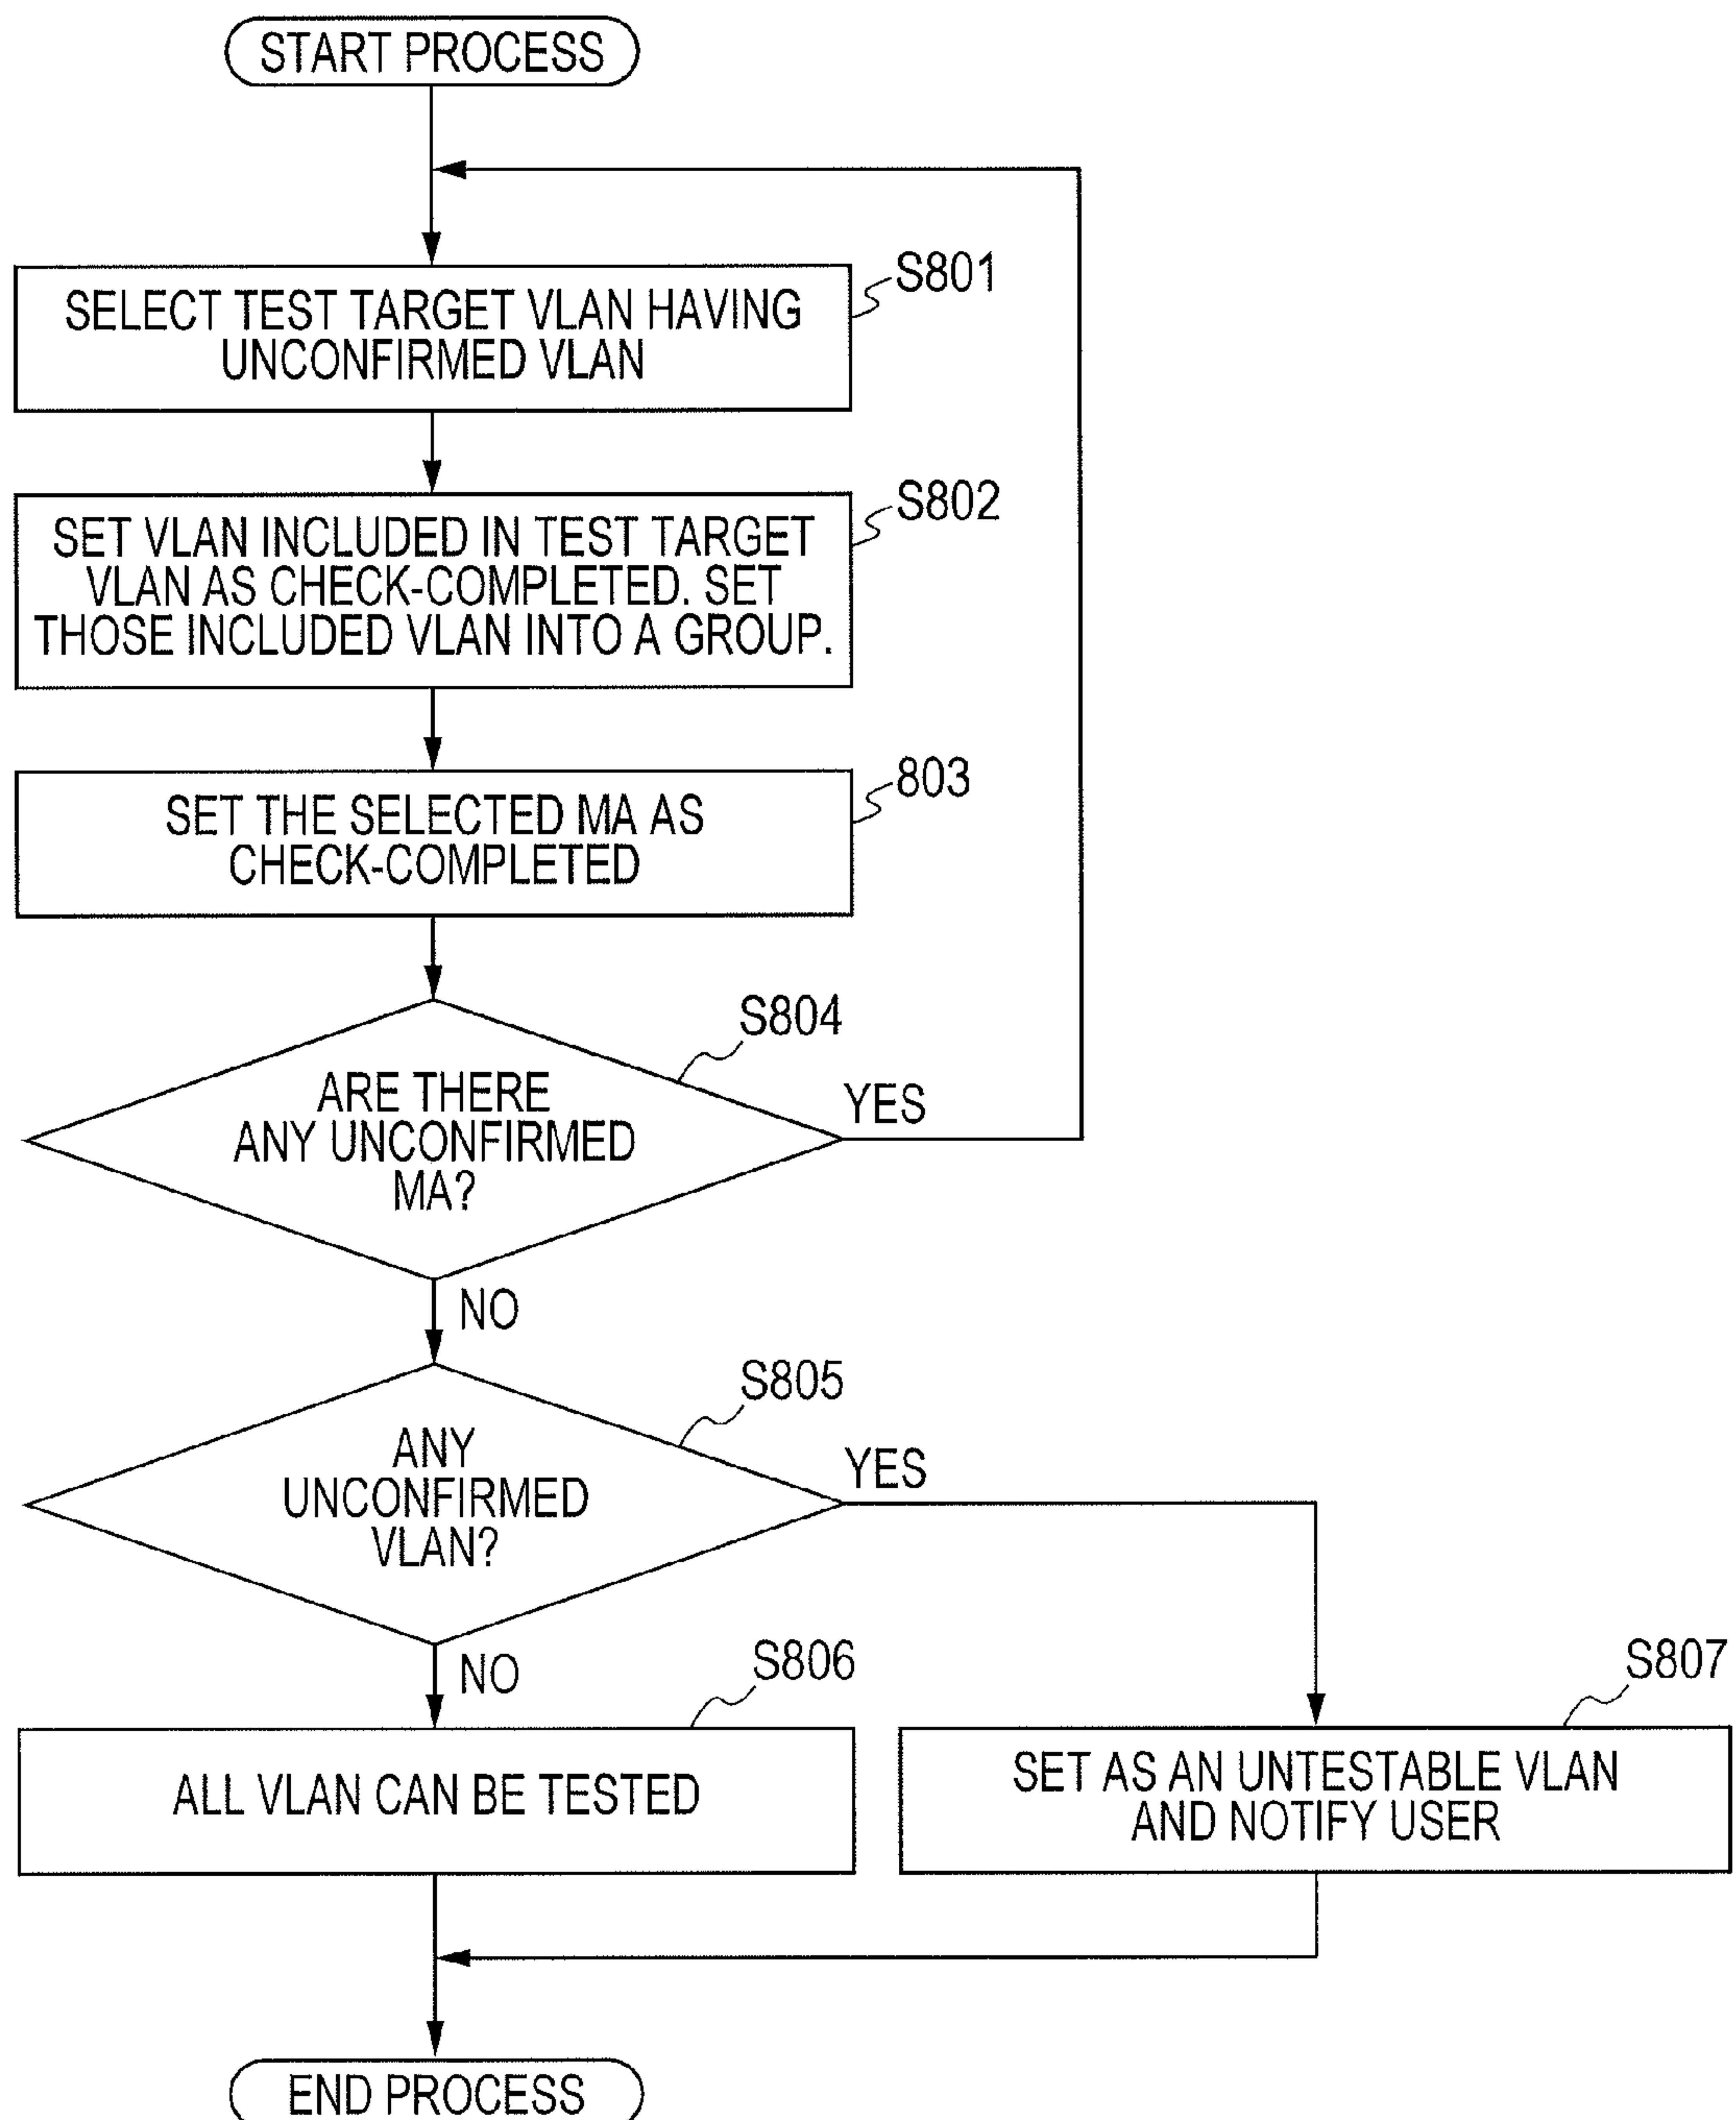 START PROCESS
S801
SELECT TEST TARGET VLAN HAVING
UNCONFIRMED VLAN
S802
SET VLAN INCLUDED IN TEST TARGET
VLAN AS CHECK-COMPLETED. SET
THOSE INCLUDED VLAN INTO A GROUP.
803
SET THE SELECTED MA AS
CHECK-COMPLETED
S804
ARE THERE
ANY UNCONFIRMED
MA?
YES
NO
S805
ANY
UNCONFIRMED
VLAN?
YES
NO
S806
ALL VLAN CAN BE TESTED
S807
SET AS AN UNTESTABLE VLAN
AND NOTIFY USER
END PROCESS